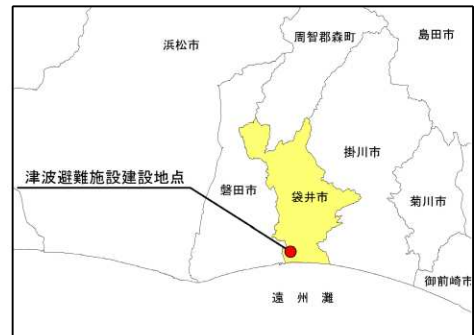 周智郡森町
島田市
浜松市
掛川市
津波避難施設建設地点
磐田市
袋井市
菊川市
御前崎市
遠州灘